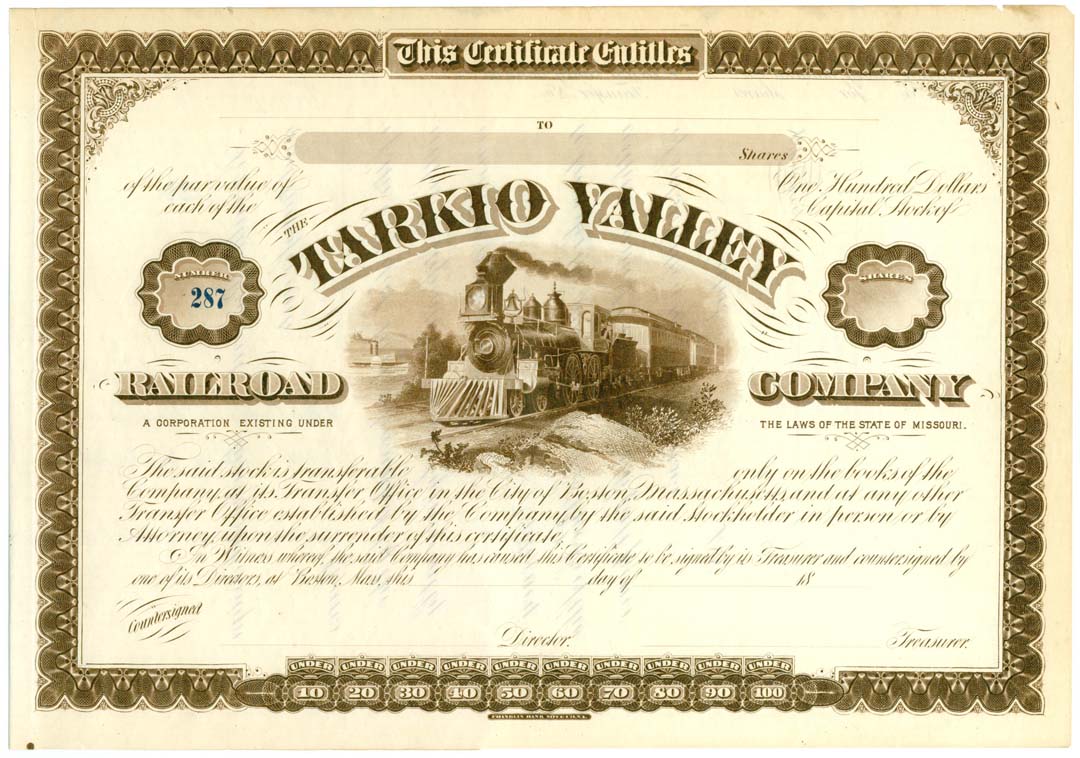 This Certificate Entitles
TO
Shares
of the par value of One Hundred Dollars
each of the Capital Stock of
THE
TARKIO VALLEY
NUMBER
287
SHARES
RAILROAD COMPANY
A CORPORATION EXISTING UNDER THE LAWS OF THE STATE OF MISSOURI.
The said stock is transferable only on the books of the
Company at its Transfer Office in the City of Boston, Massachusetts, and at any other
Transfer Office established by the Company by the said stockholder in person or by
Attorney, upon the surrender of this certificate.
In Witness whereof, the said Company has caused this Certificate to be signed by its Treasurer and countersigned by
one of its Directors, at Boston, Mass, this day of 18
Countersigned
Director. Treasurer.
UNDER UNDER UNDER UNDER UNDER UNDER UNDER UNDER UNDER UNDER
10 20 30 40 50 60 70 80 90 100
FRANKLIN BANK NOTE CO. N.Y.